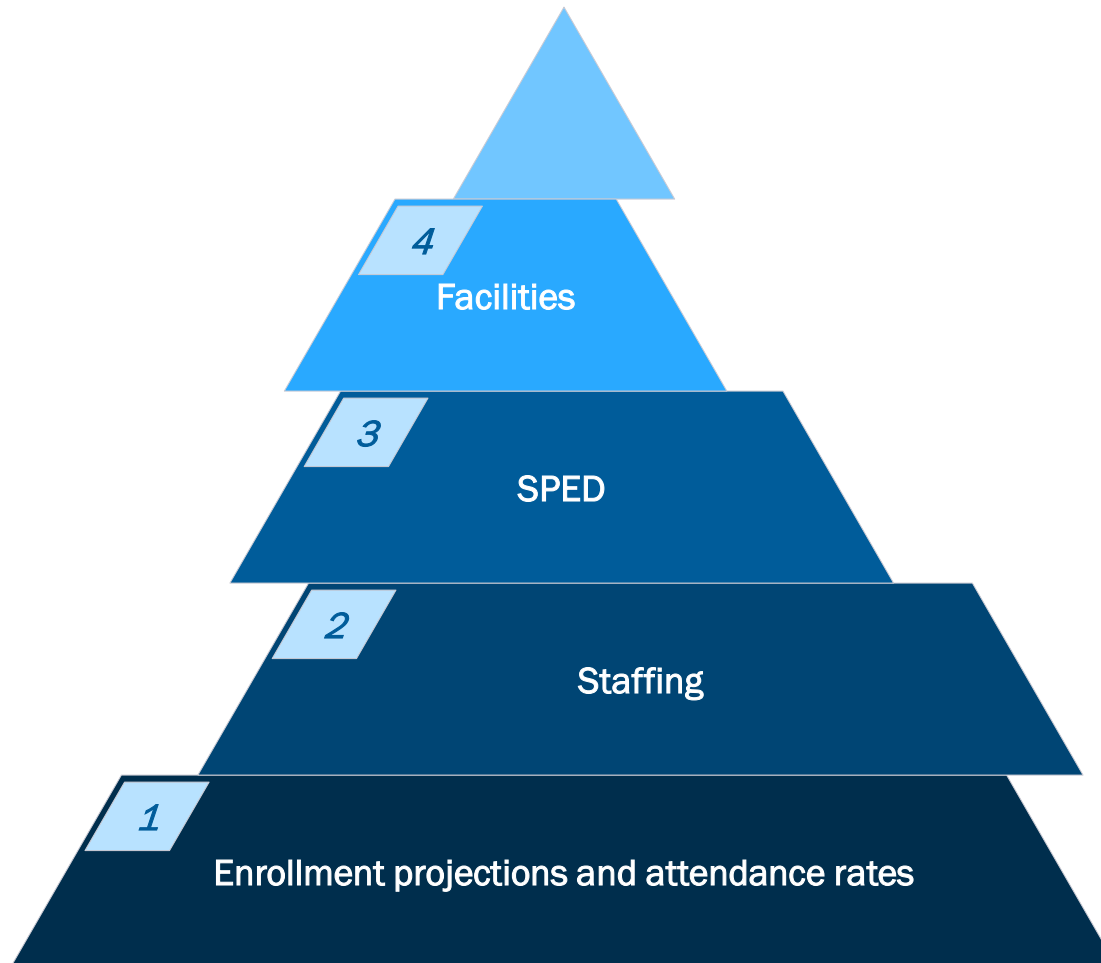 4
Facilities
3
SPED
2
Staffing
1
Enrollment projections and attendance rates